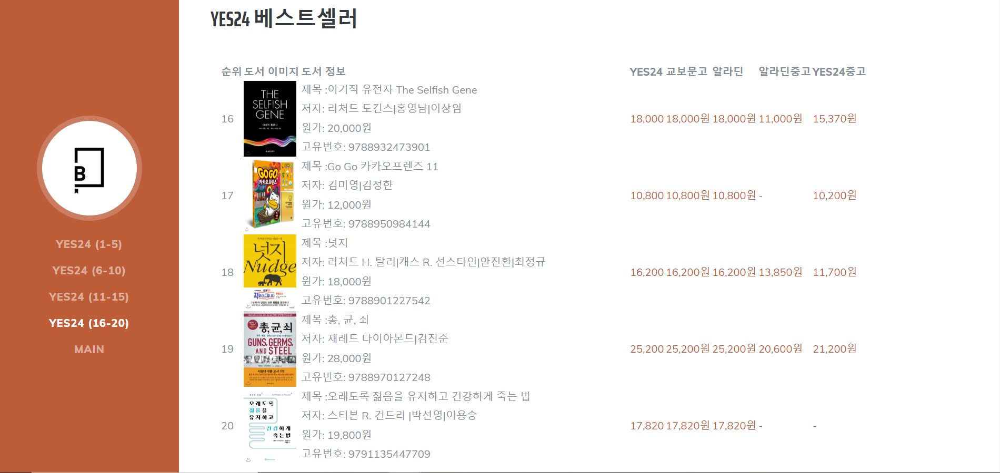 YES24 베스트셀러
B
YES24 (1-5)
YES24 (6-10)
YES24 (11-15)
YES24 (16-20)
MAIN
순위 도서 이미지 도서 정보 YES24 교보문고 알라딘 알라딘중고 YES24중고
THE
SELFISH
GENE
이기적 유전자
제목 :이기적 유전자 The Selfish Gene
저자: 리처드 도킨스|홍영남|이상임
16 18,000 18,000원 18,000원 11,000원 15,370원
원가: 20,000원
고유번호: 9788932473901
GOGO
카카오프렌즈
제목 :Go Go 카카오프렌즈 11
저자: 김미영|김정한
17 10,800 10,800원 10,800원 - 10,200원
원가: 12,000원
고유번호: 9788950984144
넛지
Nudge
제목 :넛지
저자: 리처드 H. 탈러|캐스 R. 선스타인|안진환|최정규
18 16,200 16,200원 16,200원 13,850원 11,700원
원가: 18,000원
고유번호: 9788901227542
총, 균, 쇠
GUNS, GERMS,
AND STEEL
서울대 대출 도서 1위!
제목 :총, 균, 쇠
저자: 재레드 다이아몬드|김진준
19 25,200 25,200원 25,200원 20,600원 21,200원
원가: 28,000원
고유번호: 9788970127248
오래도록
젊음을
유지하고
건강하게
죽는법
제목 :오래도록 젊음을 유지하고 건강하게 죽는 법
저자: 스티븐 R. 건드리 |박선영|이용승
20 17,820 17,820원 17,820원 - -
원가: 19,800원
고유번호: 9791135447709